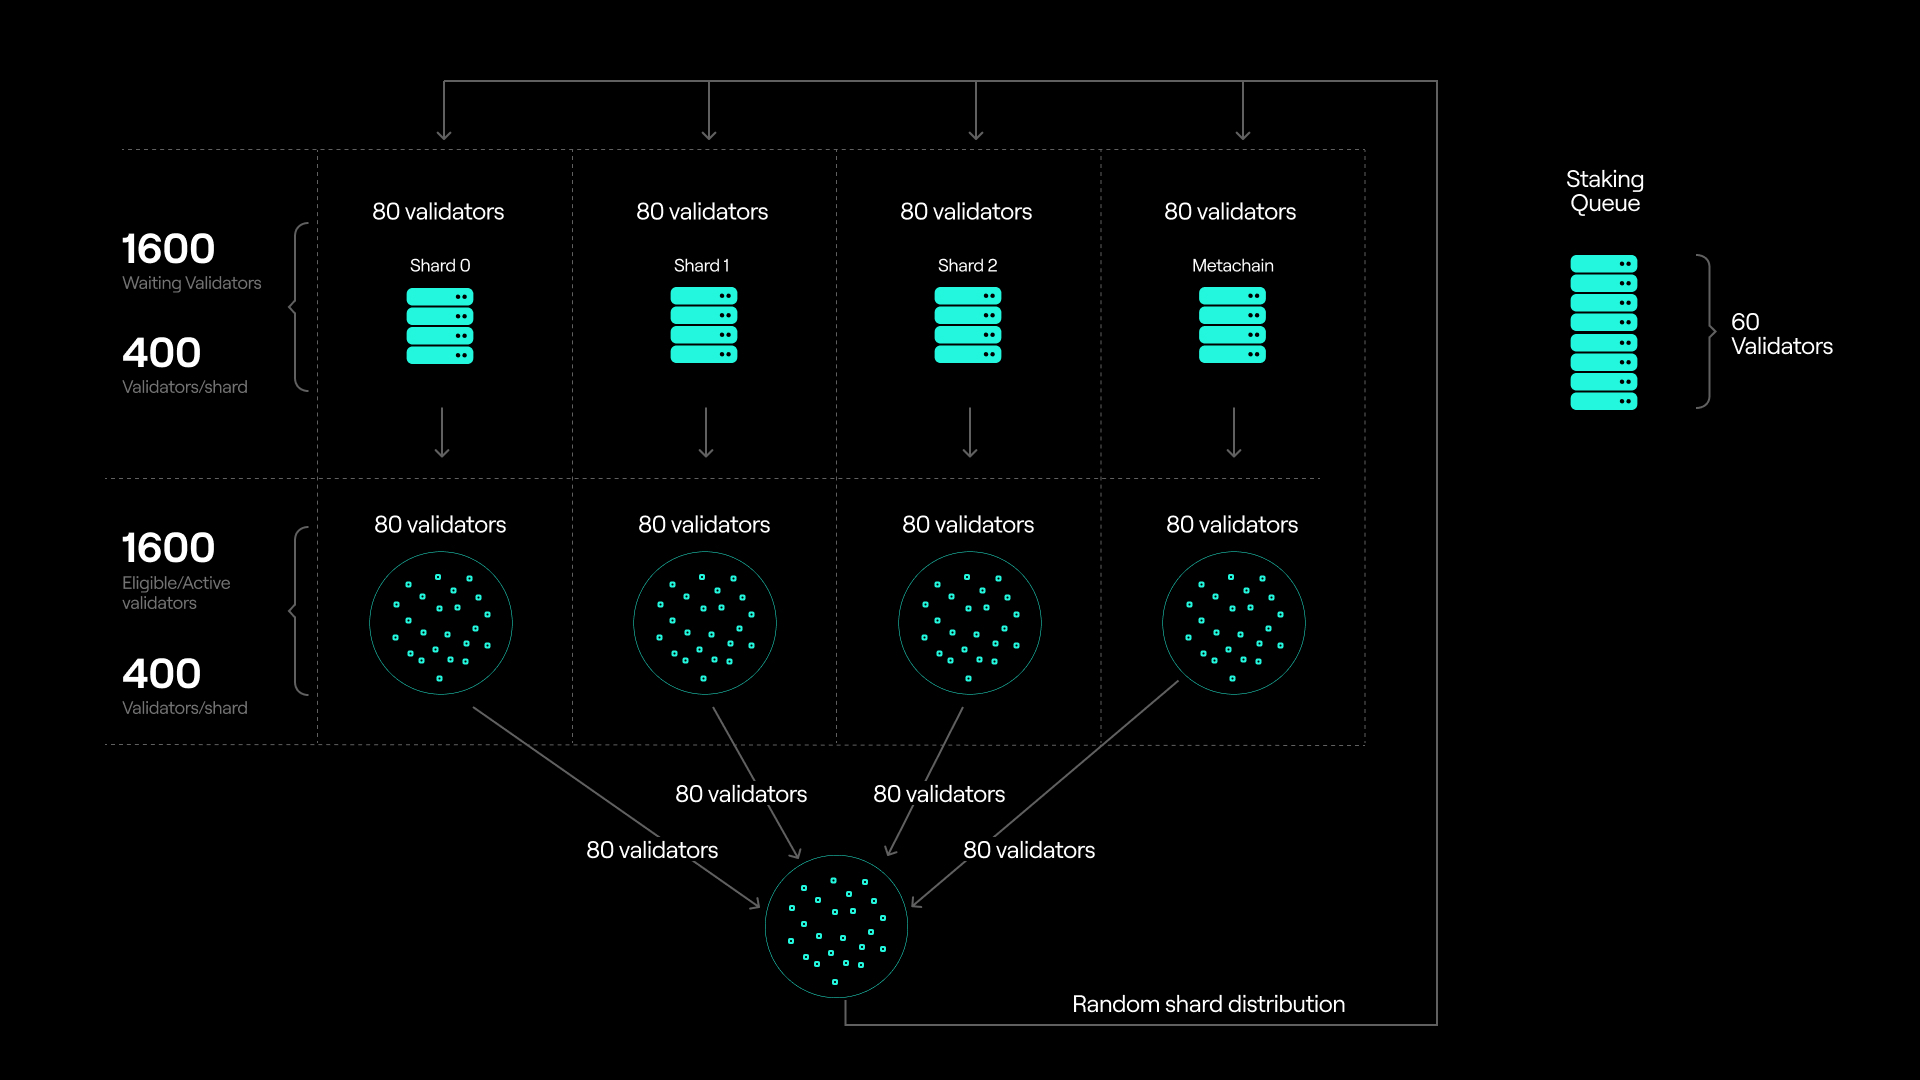 Staking
Queue
80 validators
80 validators
80 validators
80 validators
1600
Waiting Validators
Shard 0
Shard 1
Shard 2
Metachain
400
Validators/shard
60
Validators
80 validators
80 validators
80 validators
80 validators
1600
Eligible/Active
validators
400
Validators/shard
80 validators
80 validators
80 validators
80 validators
Random shard distribution